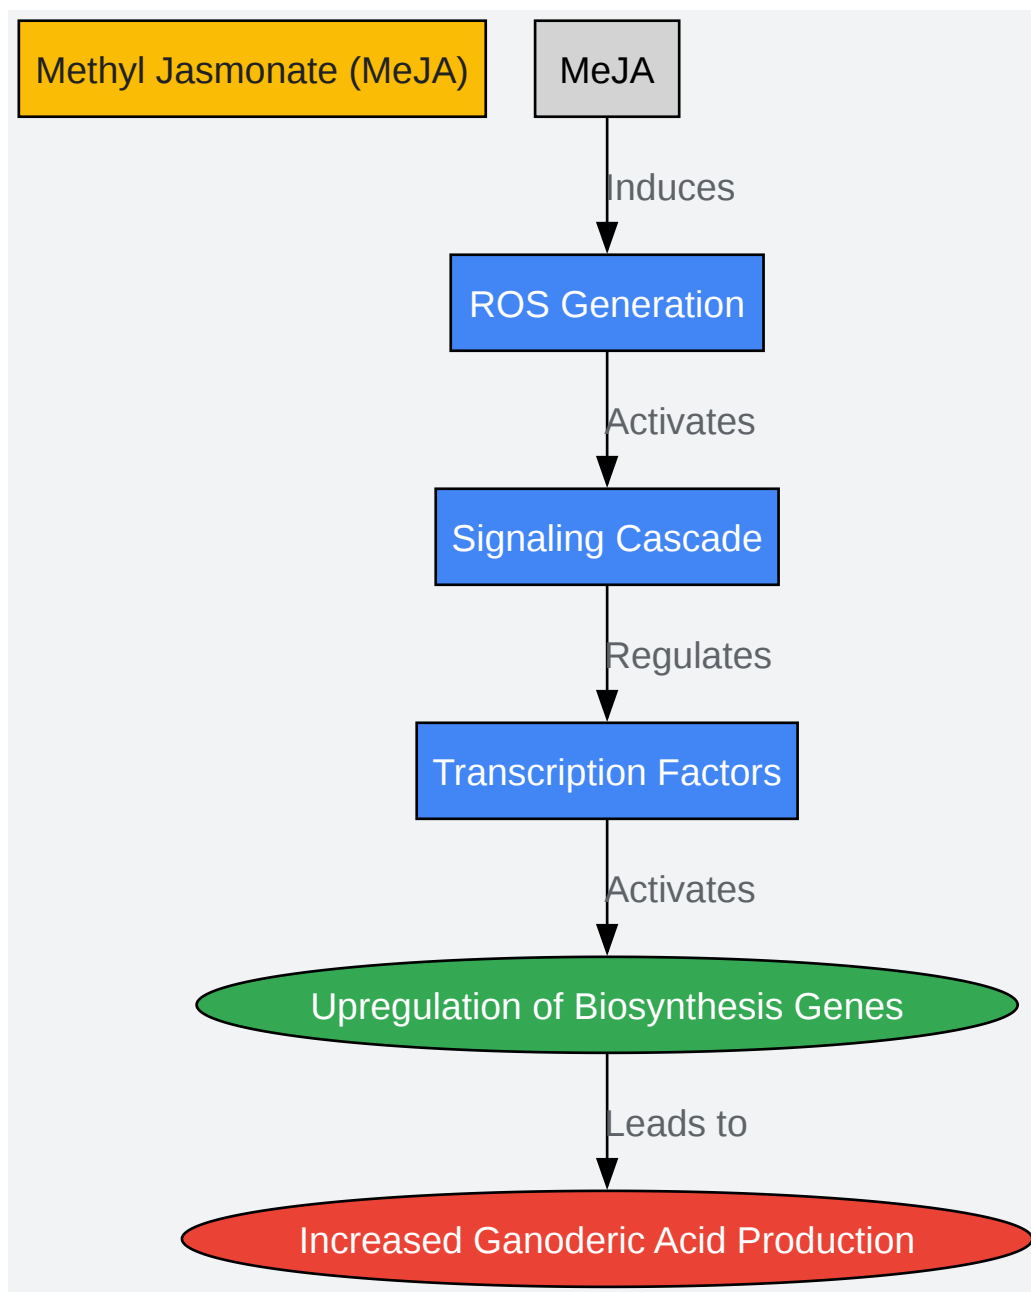 Methyl Jasmonate (MeJA)
MeJA
Induces
ROS Generation
Activates
Signaling Cascade
Regulates
Transcription Factors
Activates
Upregulation of Biosynthesis Genes
Leads to
Increased Ganoderic Acid Production